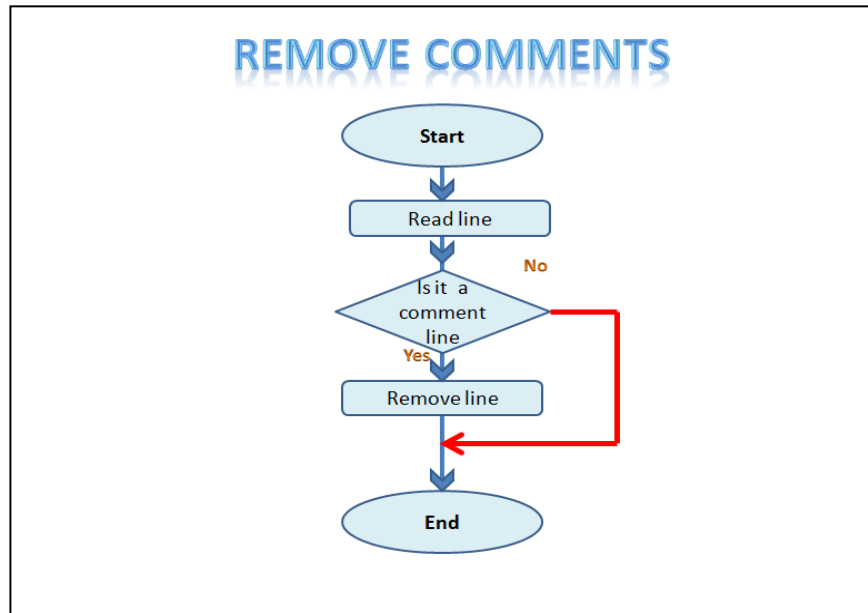 REMOVE COMMENTS
Start
Read line
No
Is it a
comment
line
Yes
Remove line
End